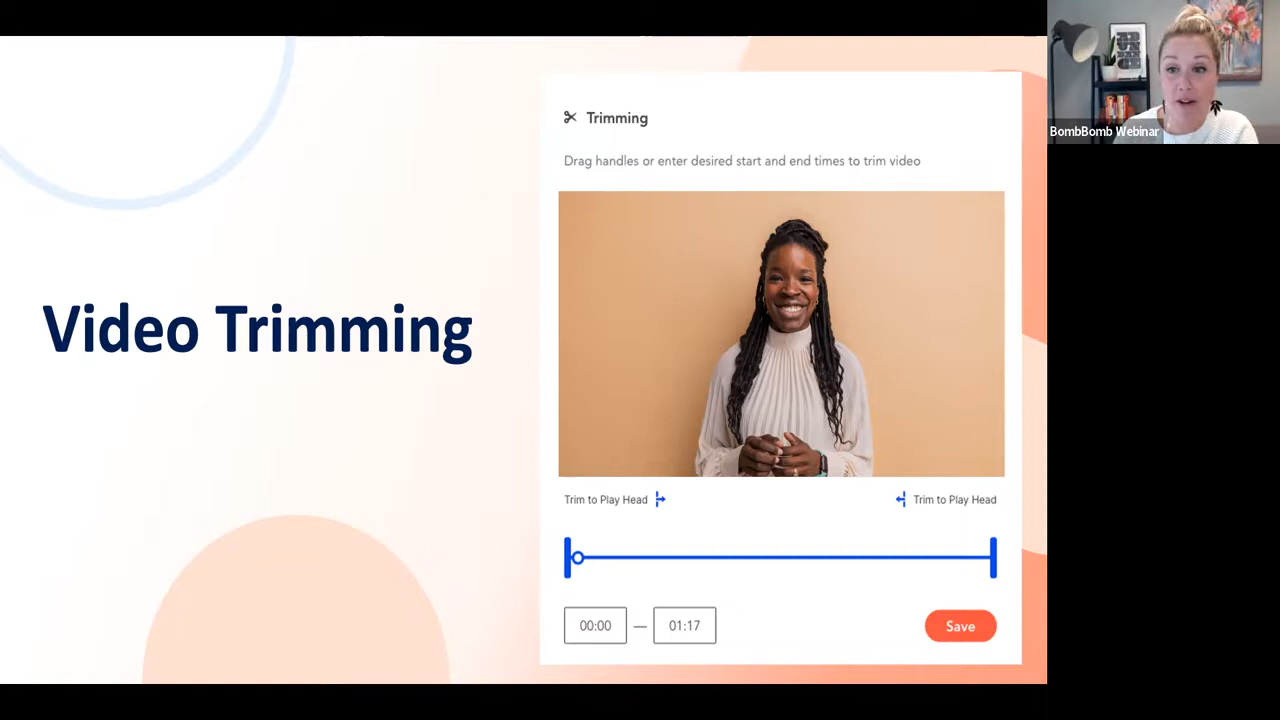 Video Trimming
Trimming
Drag handles or enter desired start and end times to trim video
Trim to Play Head
Trim to Play Head
00:00 — 01:17
Save
BombBomb Webinar